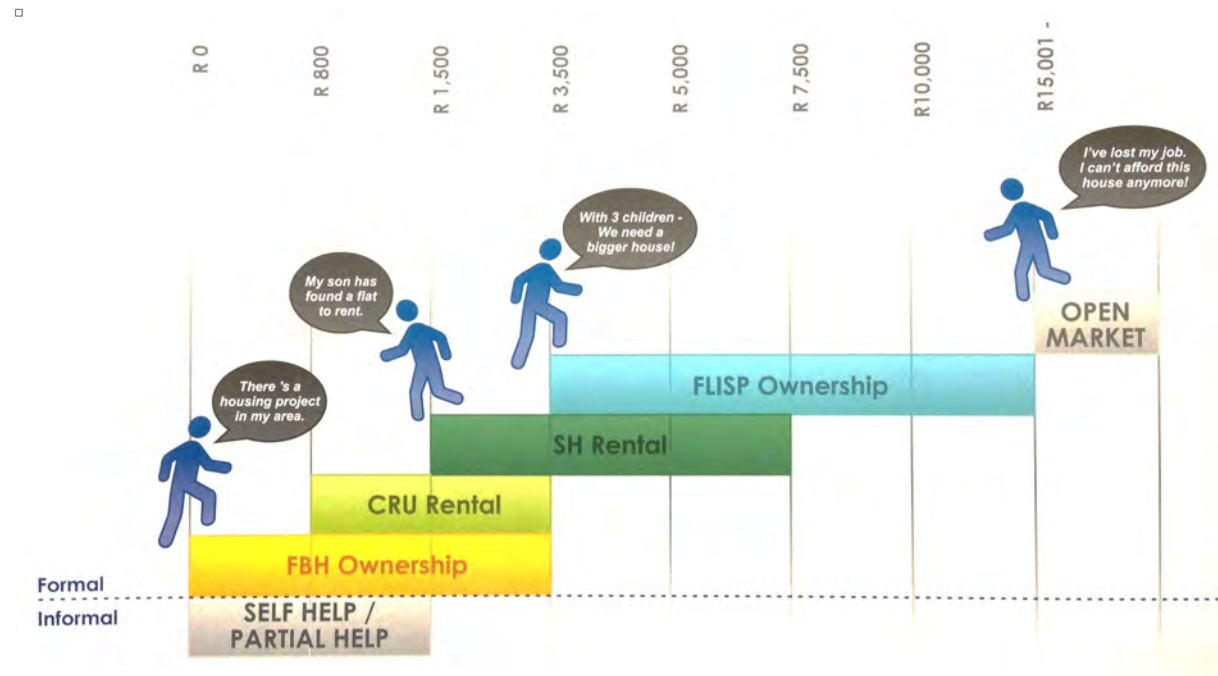 R 0
R 800
R 1,500
R 3,500
R 5,000
R 7,500
R10,000
R15,001 -
I've lost my job.
I can't afford this
house anymore!
With 3 children -
We need a
bigger house!
My son has
found a flat
to rent.
There 's a
housing project
in my area.
OPEN
MARKET
FLISP Ownership
SH Rental
CRU Rental
FBH Ownership
Formal
Informal
SELF HELP /
PARTIAL HELP